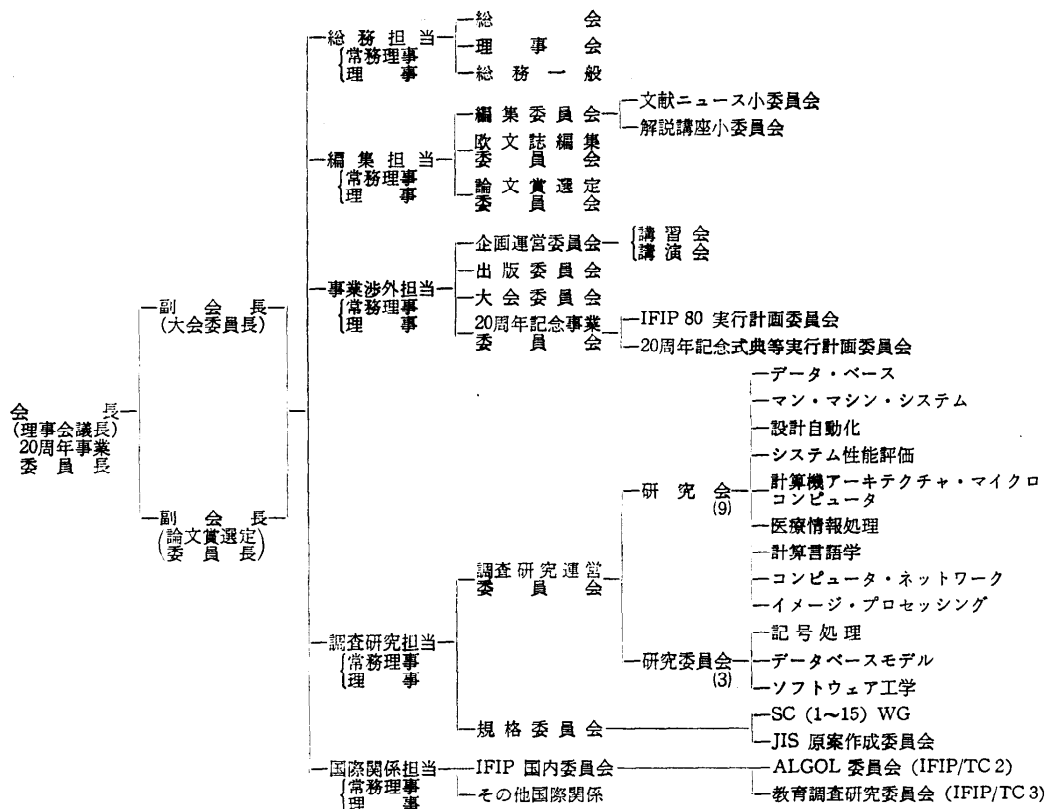 総務担当
常務理事
理事
総会
理事会
総務一般
編集担当
常務理事
理事
編集委員会
文献ニュース小委員会
解説講座小委員会
欧文誌編集
委員会
論文賞選定
委員会
事業渉外担当
常務理事
理事
企画運営委員会
講習会
講演会
出版委員会
大会委員会
20周年記念事業
委員会
IFIP 80 実行計画委員会
20周年記念式典等実行計画委員会
会長
(理事会議長)
20周年事業
委員長
副会長
(大会委員長)
副会長
(論文賞選定
委員長)
調査研究担当
常務理事
理事
調査研究運営
委員会
研究会
(9)
データ・ベース
マン・マシン・システム
設計自動化
システム性能評価
計算機アーキテクチャ・マイクロ
コンピュータ
医療情報処理
計算言語学
コンピュータ・ネットワーク
イメージ・プロセッシング
研究委員会
(3)
記号処理
データベースモデル
ソフトウェア工学
規格委員会
SC (1~15) WG
JIS 原案作成委員会
国際関係担当
常務理事
理事
IFIP 国内委員会
ALGOL 委員会 (IFIP/TC 2)
教育調査研究委員会 (IFIP/TC 3)
その他国際関係